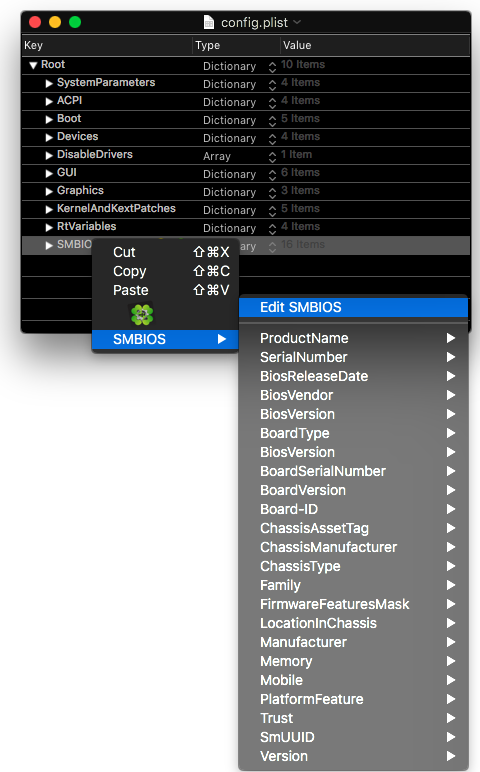 config.plist
Key Type Value
Root Dictionary 10 Items
SystemParameters Dictionary 4 Items
ACPI Dictionary 4 Items
Boot Dictionary 5 Items
Devices Dictionary 4 Items
DisableDrivers Array 1 Item
GUI Dictionary 6 Items
Graphics Dictionary 3 Items
KernelAndKextPatches Dictionary 5 Items
RtVariables Dictionary 4 Items
SMBIO ary 16 Items
Cut ⇧⌘X
Copy ⇧⌘C
Paste ⇧⌘V
SMBIOS
Edit SMBIOS
ProductName
SerialNumber
BiosReleaseDate
BiosVendor
BiosVersion
BoardType
BiosVersion
BoardSerialNumber
BoardVersion
Board-ID
ChassisAssetTag
ChassisManufacturer
ChassisType
Family
FirmwareFeaturesMask
LocationInChassis
Manufacturer
Memory
Mobile
PlatformFeature
Trust
SmUUID
Version